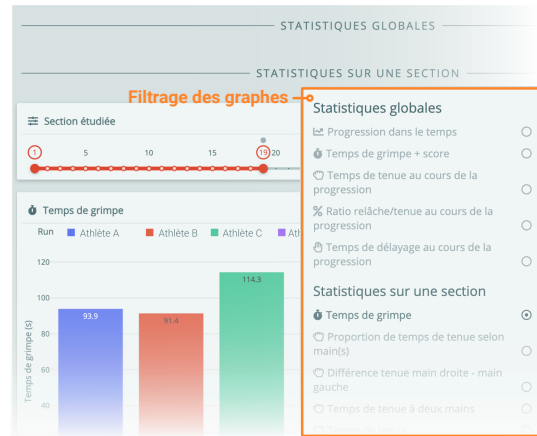 STATISTIQUES GLOBALES
STATISTIQUES SUR UNE SECTION
Filtrage des graphes
Section étudiée
1 5 10 15 19 20
Temps de grimpe
Run Athlète A Athlète B Athlète C Ath
120
100
80
60
40
Temps de grimpe (s)
93.9
91.4
114.3
Statistiques globales
Progression dans le temps
Temps de grimpe + score
Temps de tenue au cours de la
progression
Ratio relâche/tenue au cours de la
progression
Temps de délayage au cours de la
progression
Statistiques sur une section
Temps de grimpe
Proportion de temps de tenue selon
main(s)
Différence tenue main droite - main
gauche
Temps de tenue à deux mains
Temps de tenue